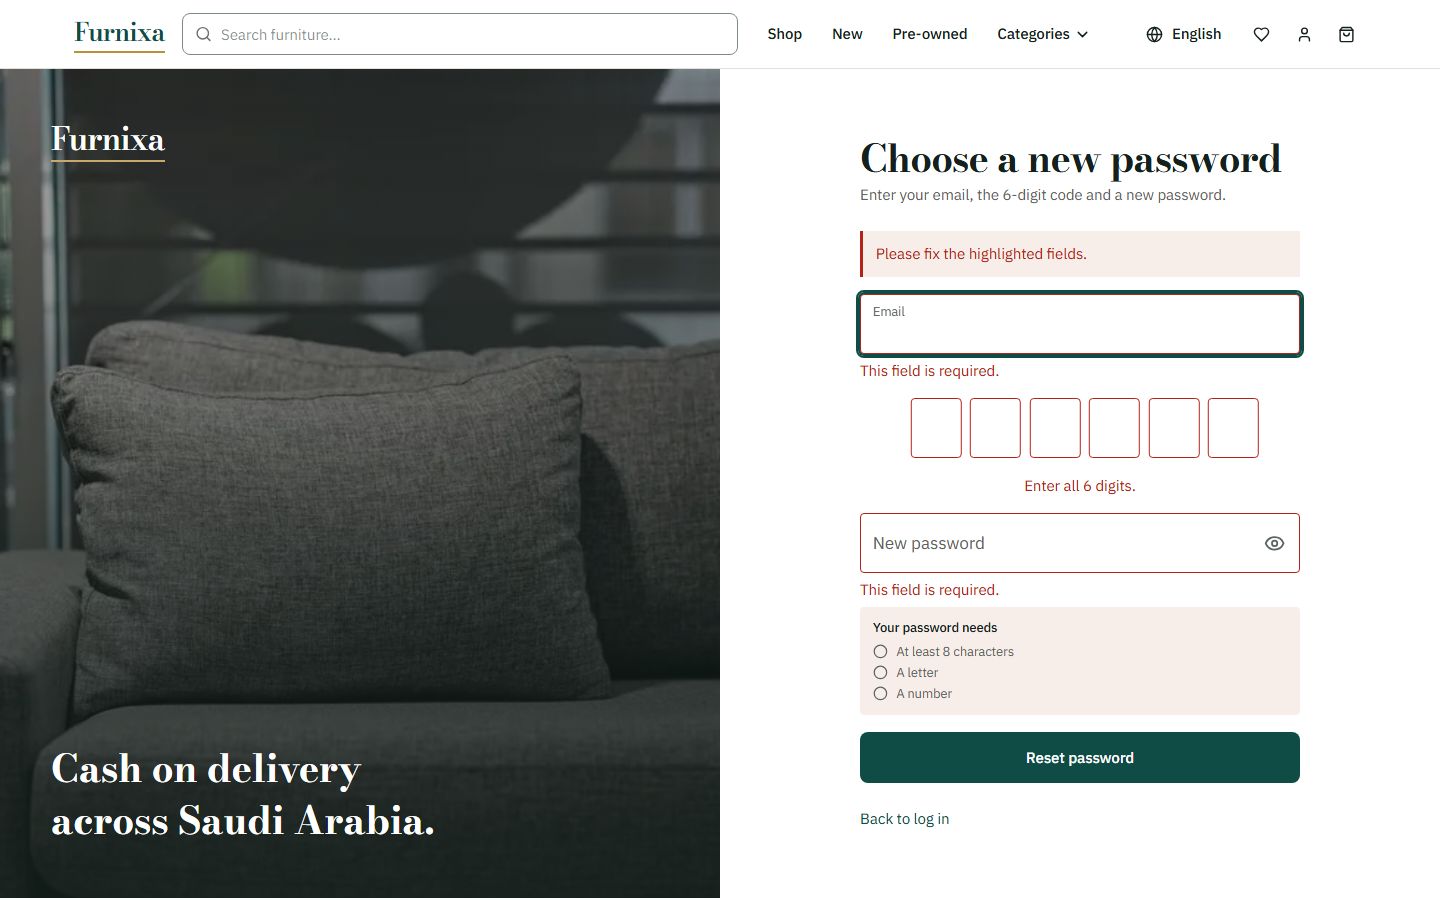 Furnixa
Search furniture...
Shop
New
Pre-owned
Categories
English
Furnixa
Cash on delivery
across Saudi Arabia.
Choose a new password
Enter your email, the 6-digit code and a new password.
Please fix the highlighted fields.
Email
This field is required.
Enter all 6 digits.
New password
This field is required.
Your password needs
At least 8 characters
A letter
A number
Reset password
Back to log in